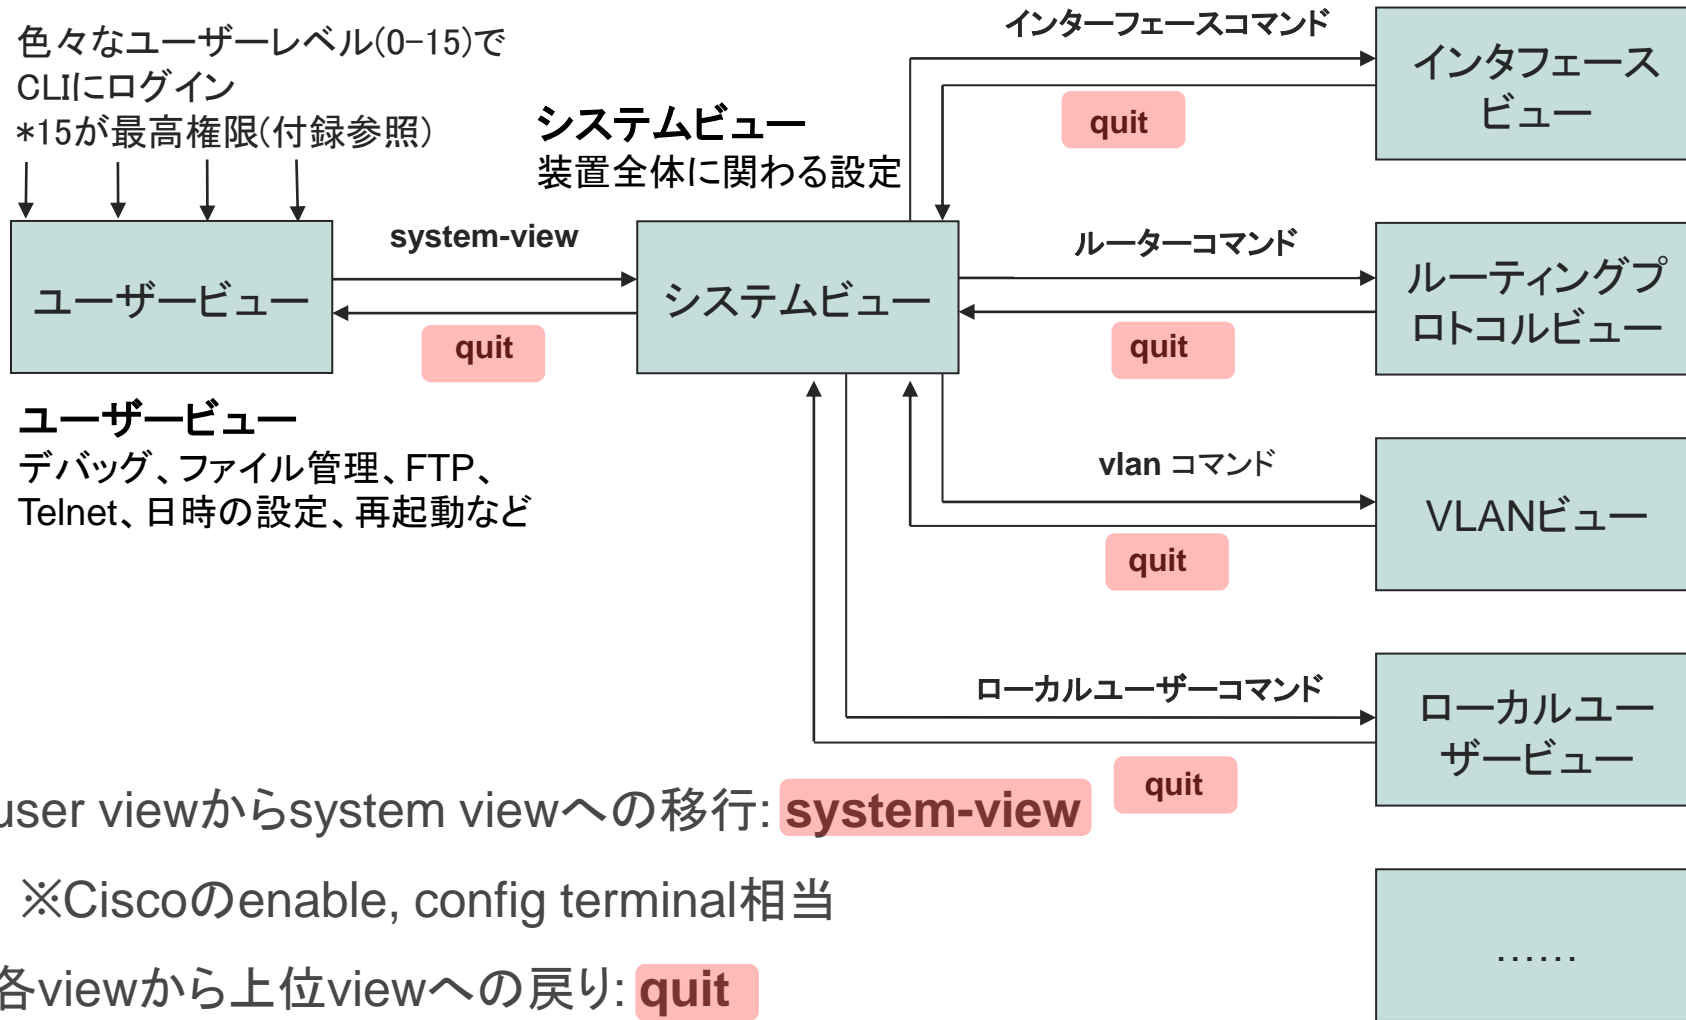 色々なユーザーレベル(0-15)で
CLIにログイン
*15が最高権限(付録参照)
システムビュー
装置全体に関わる設定
インターフェースコマンド
quit
インタフェース
ビュー
ユーザービュー
system-view
quit
システムビュー
ルーターコマンド
quit
ルーティングプ
ロトコルビュー
ユーザービュー
デバッグ、ファイル管理、FTP、
Telnet、日時の設定、再起動など
vlan コマンド
quit
VLANビュー
ローカルユーザーコマンド
quit
ローカルユー
ザービュー
user viewからsystem viewへの移行: system-view
※Ciscoのenable, config terminal相当
各viewから上位viewへの戻り: quit
……